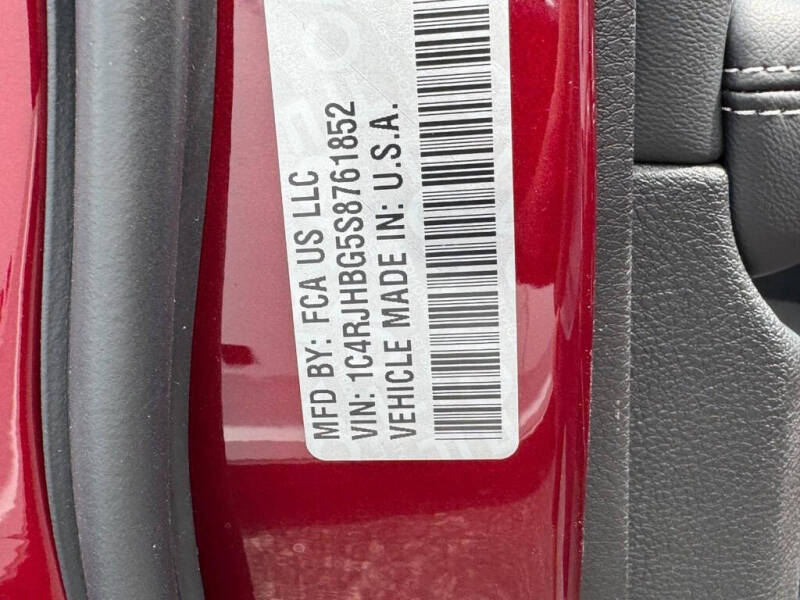 MFD BY: FCA US LLC
VIN: 1C4RJHBG5S8761852
VEHICLE MADE IN: U.S.A.